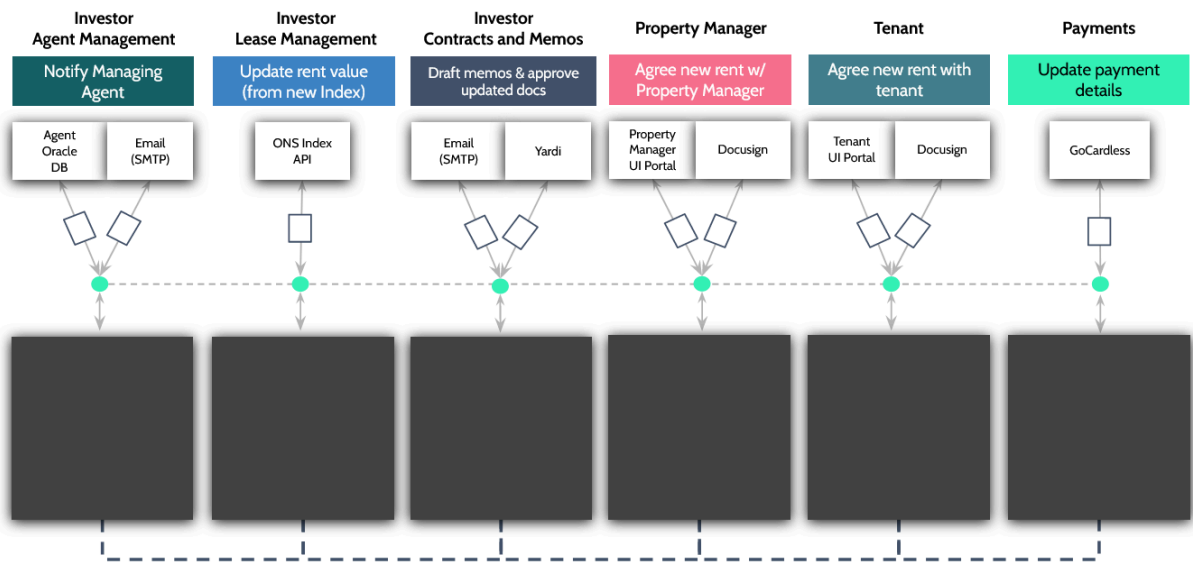 Investor
Agent Management
Investor
Lease Management
Investor
Contracts and Memos
Property Manager
Tenant
Payments
Notify Managing
Agent
Update rent value
(from new Index)
Draft memos & approve
updated docs
Agree new rent w/
Property Manager
Agree new rent with
tenant
Update payment
details
Agent
Oracle
DB
Email
(SMTP)
ONS Index
API
Email
(SMTP)
Yardi
Property
Manager
UI Portal
Docusign
Tenant
UI Portal
Docusign
GoCardless